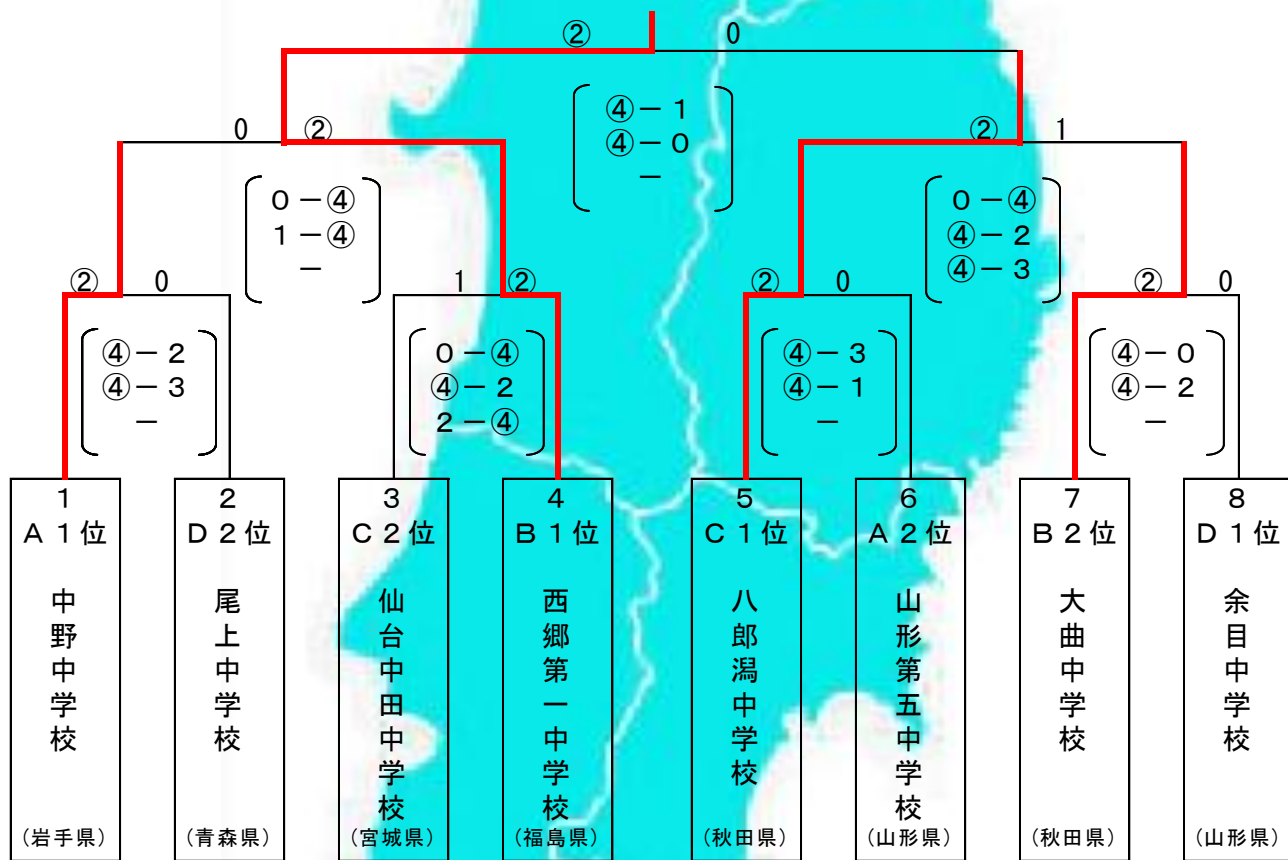 ② 0
④－1
④－0
－
0 ②
② 1
0－④
1－④
－
0－④
④－2
④－3
② 0
1 ②
② 0
② 0
④－2
④－3
－
0－④
④－2
2－④
④－3
④－1
－
④－0
④－2
－
1
A1位
中野中学校
(岩手県)
2
D2位
尾上中学校
(青森県)
3
C2位
仙台中田中学校
(宮城県)
4
B1位
西郷第一中学校
(福島県)
5
C1位
八郎潟中学校
(秋田県)
6
A2位
山形第五中学校
(山形県)
7
B2位
大曲中学校
(秋田県)
8
D1位
余目中学校
(山形県)